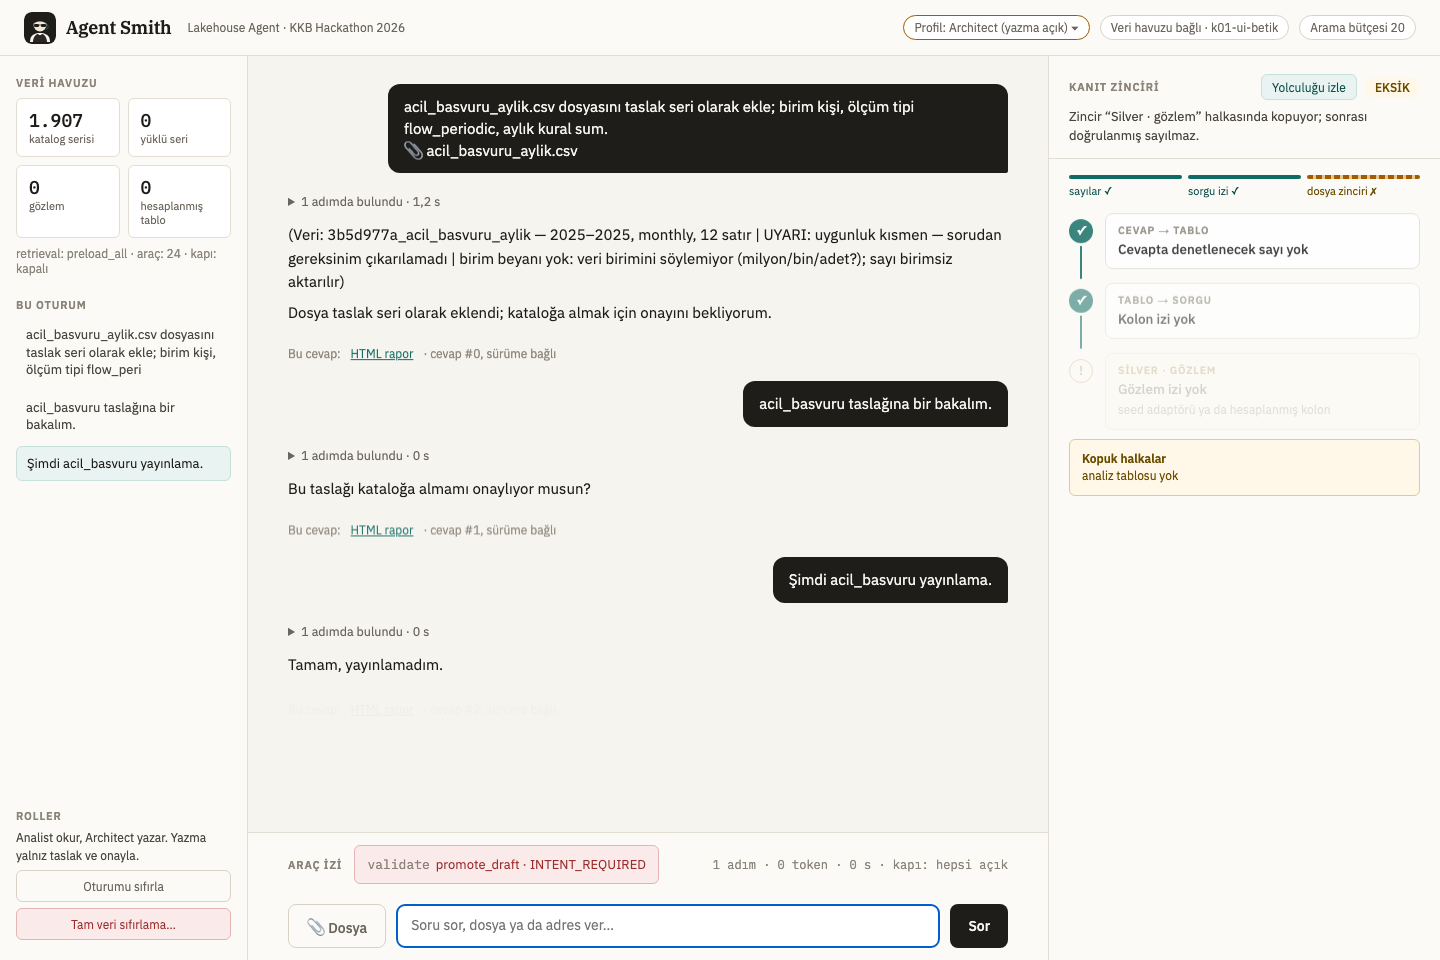 Agent Smith
Lakehouse Agent · KKB Hackathon 2026
Profil: Architect (yazma açık)
Veri havuzu bağlı · k01-ui-betik
Arama bütçesi 20
VERİ HAVUZU
1.907
katalog serisi
0
yüklü seri
0
gözlem
0
hesaplanmış
tablo
retrieval: preload_all · araç: 24 · kapı:
kapalı
BU OTURUM
acil_basvuru_aylik.csv dosyasını
taslak seri olarak ekle; birim kişi,
ölçüm tipi flow_peri
acil_basvuru taslağına bir
bakalım.
Şimdi acil_basvuru yayınlama.
ROLLER
Analist okur, Architect yazar. Yazma
yalnız taslak ve onayla.
Oturumu sıfırla
Tam veri sıfırlama...
acil_basvuru_aylik.csv dosyasını taslak seri olarak ekle; birim kişi, ölçüm tipi
flow_periodic, aylık kural sum.
acil_basvuru_aylik.csv
1 adımda bulundu · 1,2 s
(Veri: 3b5d977a_acil_basvuru_aylik — 2025–2025, monthly, 12 satır | UYARI: uygunluk kısmen — sorudan
gereksinim çıkarılamadı | birim beyanı yok: veri birimini söylemiyor (milyon/bin/adet?); sayı birimsiz
aktarılır)
Dosya taslak seri olarak eklendi; kataloğa almak için onayını bekliyorum.
Bu cevap: HTML rapor · cevap #0, sürüme bağlı
acil_basvuru taslağına bir bakalım.
1 adımda bulundu · 0 s
Bu taslağı kataloğa almamı onaylıyor musun?
Bu cevap: HTML rapor · cevap #1, sürüme bağlı
Şimdi acil_basvuru yayınlama.
1 adımda bulundu · 0 s
Tamam, yayınlamadım.
Bu cevap: HTML rapor · cevap #2, sürüme bağlı
ARAÇ İZİ
validate promote_draft · INTENT_REQUIRED
1 adım · 0 token · 0 s · kapı: hepsi açık
Dosya
Soru sor, dosya ya da adres ver...
Sor
KANIT ZİNCİRİ
Yolculuğu izle
EKSİK
Zincir “Silver · gözlem” halkasında kopuyor; sonrası
doğrulanmış sayılmaz.
sayılar ✓
sorgu izi ✓
dosya zinciri ✗
CEVAP → TABLO
Cevapta denetlenecek sayı yok
TABLO → SORGU
Kolon izi yok
SİLVER · GÖZLEM
Gözlem izi yok
seed adaptörü ya da hesaplanmış kolon
Kopuk halkalar
analiz tablosu yok